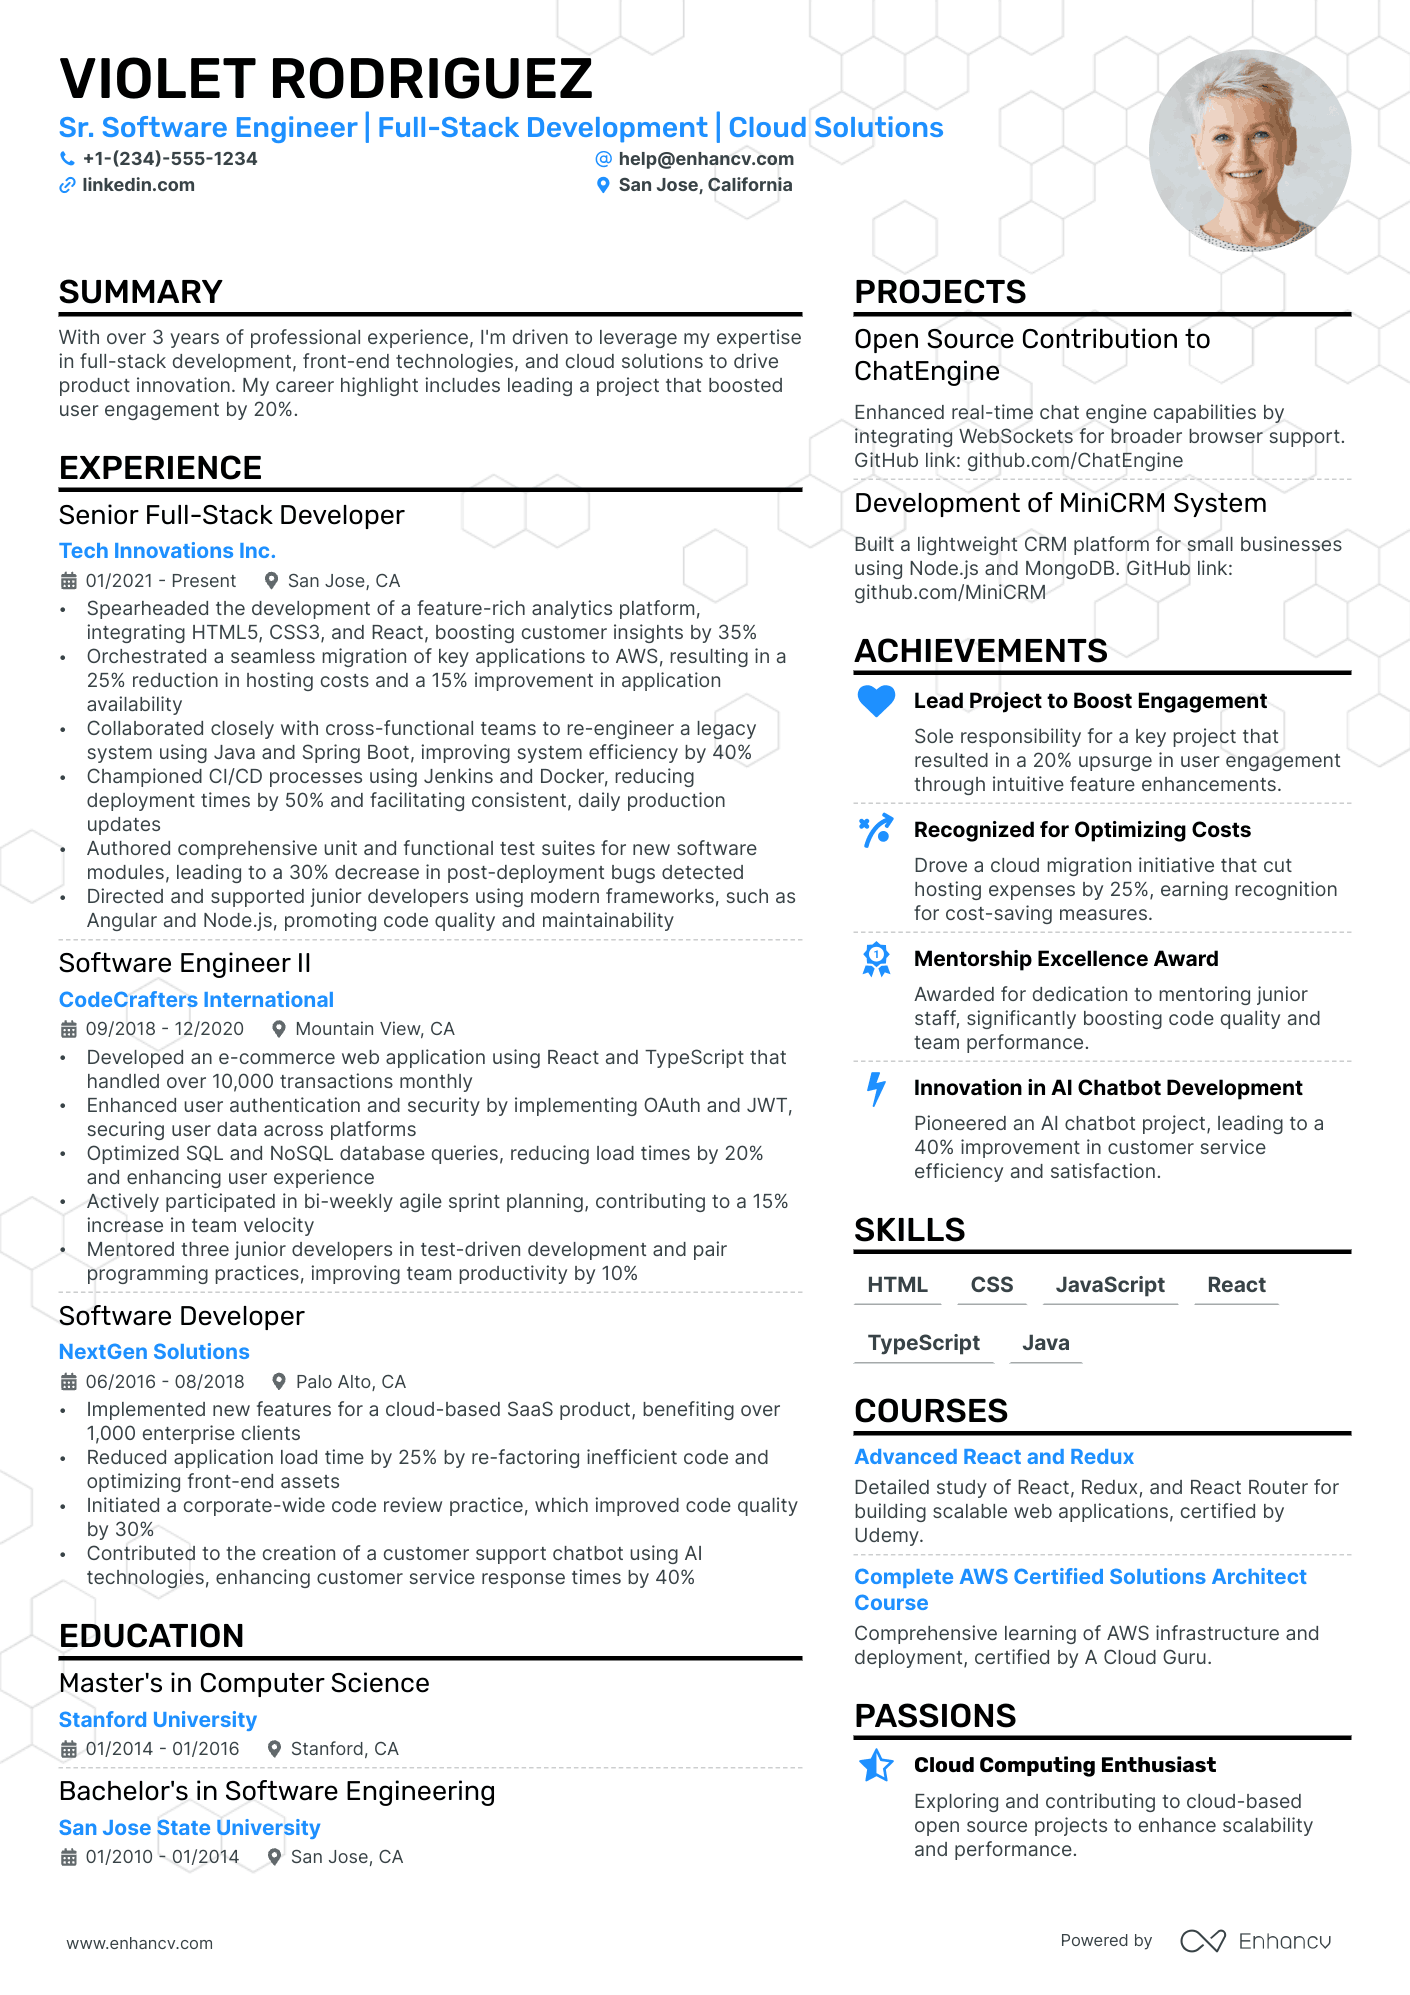 VIOLET RODRIGUEZ
Sr. Software Engineer | Full-Stack Development | Cloud Solutions
+1-(234)-555-1234
help@enhancv.com
linkedin.com
San Jose, California
SUMMARY
With over 3 years of professional experience, I'm driven to leverage my expertise
in full-stack development, front-end technologies, and cloud solutions to drive
product innovation. My career highlight includes leading a project that boosted
user engagement by 20%.
EXPERIENCE
Senior Full-Stack Developer
Tech Innovations Inc.
01/2021 - Present San Jose, CA
• Spearheaded the development of a feature-rich analytics platform,
integrating HTML5, CSS3, and React, boosting customer insights by 35%
• Orchestrated a seamless migration of key applications to AWS, resulting in a
25% reduction in hosting costs and a 15% improvement in application
availability
• Collaborated closely with cross-functional teams to re-engineer a legacy
system using Java and Spring Boot, improving system efficiency by 40%
• Championed CI/CD processes using Jenkins and Docker, reducing
deployment times by 50% and facilitating consistent, daily production
updates
• Authored comprehensive unit and functional test suites for new software
modules, leading to a 30% decrease in post-deployment bugs detected
• Directed and supported junior developers using modern frameworks, such as
Angular and Node.js, promoting code quality and maintainability
Software Engineer II
CodeCrafters International
09/2018 - 12/2020 Mountain View, CA
• Developed an e-commerce web application using React and TypeScript that
handled over 10,000 transactions monthly
• Enhanced user authentication and security by implementing OAuth and JWT,
securing user data across platforms
• Optimized SQL and NoSQL database queries, reducing load times by 20%
and enhancing user experience
• Actively participated in bi-weekly agile sprint planning, contributing to a 15%
increase in team velocity
• Mentored three junior developers in test-driven development and pair
programming practices, improving team productivity by 10%
Software Developer
NextGen Solutions
06/2016 - 08/2018 Palo Alto, CA
• Implemented new features for a cloud-based SaaS product, benefiting over
1,000 enterprise clients
• Reduced application load time by 25% by re-factoring inefficient code and
optimizing front-end assets
• Initiated a corporate-wide code review practice, which improved code quality
by 30%
• Contributed to the creation of a customer support chatbot using AI
technologies, enhancing customer service response times by 40%
EDUCATION
Master's in Computer Science
Stanford University
01/2014 - 01/2016 Stanford, CA
Bachelor's in Software Engineering
San Jose State University
01/2010 - 01/2014 San Jose, CA
PROJECTS
Open Source Contribution to
ChatEngine
Enhanced real-time chat engine capabilities by
integrating WebSockets for broader browser support.
GitHub link: github.com/ChatEngine
Development of MiniCRM System
Built a lightweight CRM platform for small businesses
using Node.js and MongoDB. GitHub link:
github.com/MiniCRM
ACHIEVEMENTS
Lead Project to Boost Engagement
Sole responsibility for a key project that
resulted in a 20% upsurge in user engagement
through intuitive feature enhancements.
Recognized for Optimizing Costs
Drove a cloud migration initiative that cut
hosting expenses by 25%, earning recognition
for cost-saving measures.
1
Mentorship Excellence Award
Awarded for dedication to mentoring junior
staff, significantly boosting code quality and
team performance.
Innovation in AI Chatbot Development
Pioneered an AI chatbot project, leading to a
40% improvement in customer service
efficiency and satisfaction.
SKILLS
HTML CSS JavaScript React
TypeScript Java
COURSES
Advanced React and Redux
Detailed study of React, Redux, and React Router for
building scalable web applications, certified by
Udemy.
Complete AWS Certified Solutions Architect
Course
Comprehensive learning of AWS infrastructure and
deployment, certified by A Cloud Guru.
PASSIONS
Cloud Computing Enthusiast
Exploring and contributing to cloud-based
open source projects to enhance scalability
and performance.
www.enhancv.com
Powered by Enhancv